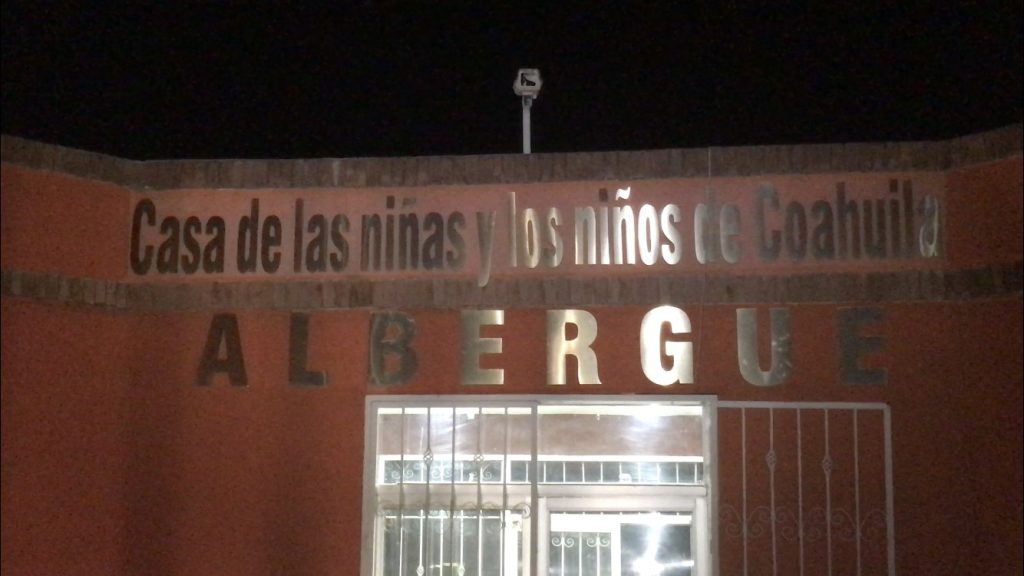 Casa de las niñas y los niños de Coahuila
ALBERGUE